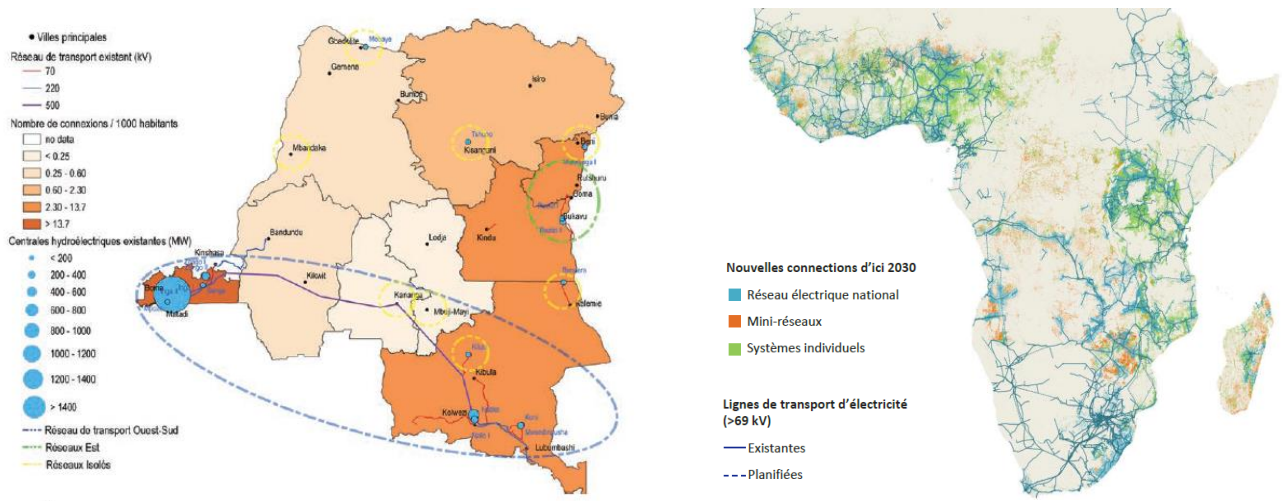 Villes principales
Réseau de transport existant (kV)
70
220
500
Nombre de connexions / 1000 habitants
no data
< 0.25
0.25 - 0.60
0.60 - 2.30
2.30 - 13.7
> 13.7
Centrales hydroélectriques existantes (MW)
< 200
200 - 400
400 - 600
600 - 800
800 - 1000
1000 - 1200
1200 - 1400
> 1400
Réseau de transport Ouest-Sud
Réseaux Est
Réseaux Isolés
Mobaye
Gemena
Bumba
Isiro
Bunia
Mbandaka
Tshopo
Kisangani
Beni
Rutshuru
Goma
Bukavu
Kindu
Bandundu
Lodja
Kinshasa
Kikwit
Boma
Matadi
Kananga
Mbuji-Mayi
Kalemie
Kibula
Kolwezi
Lubumbashi
Nouvelles connections d'ici 2030
Réseau électrique national
Mini-réseaux
Systèmes individuels
Lignes de transport d'électricité
(>69 kV)
Existantes
Planifiées